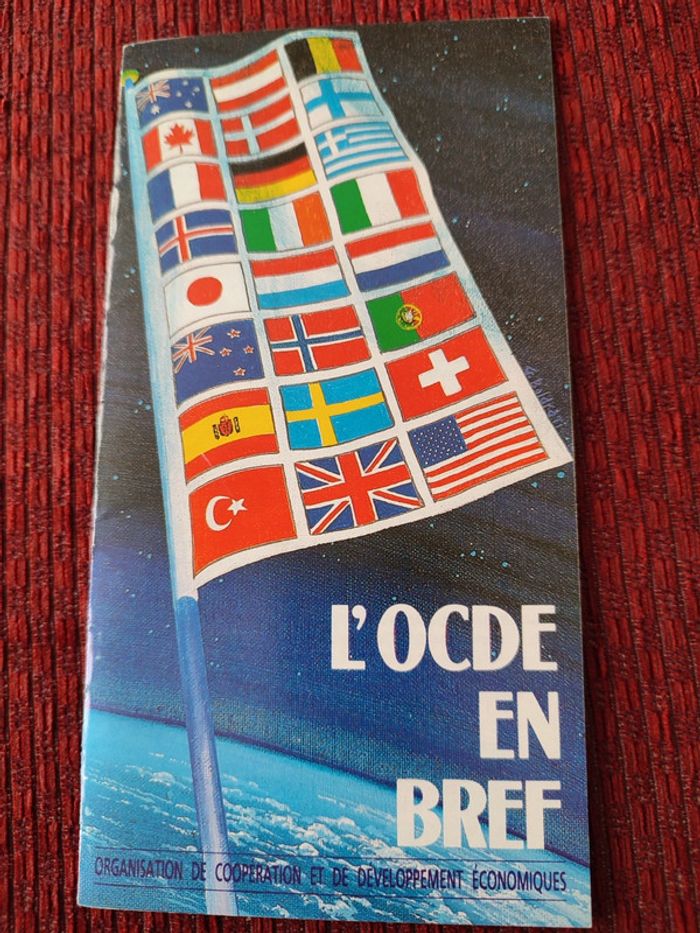 L'OCDE
EN
BREF
ORGANISATION DE COOPÉRATION ET DE DÉVELOPPEMENT ÉCONOMIQUES